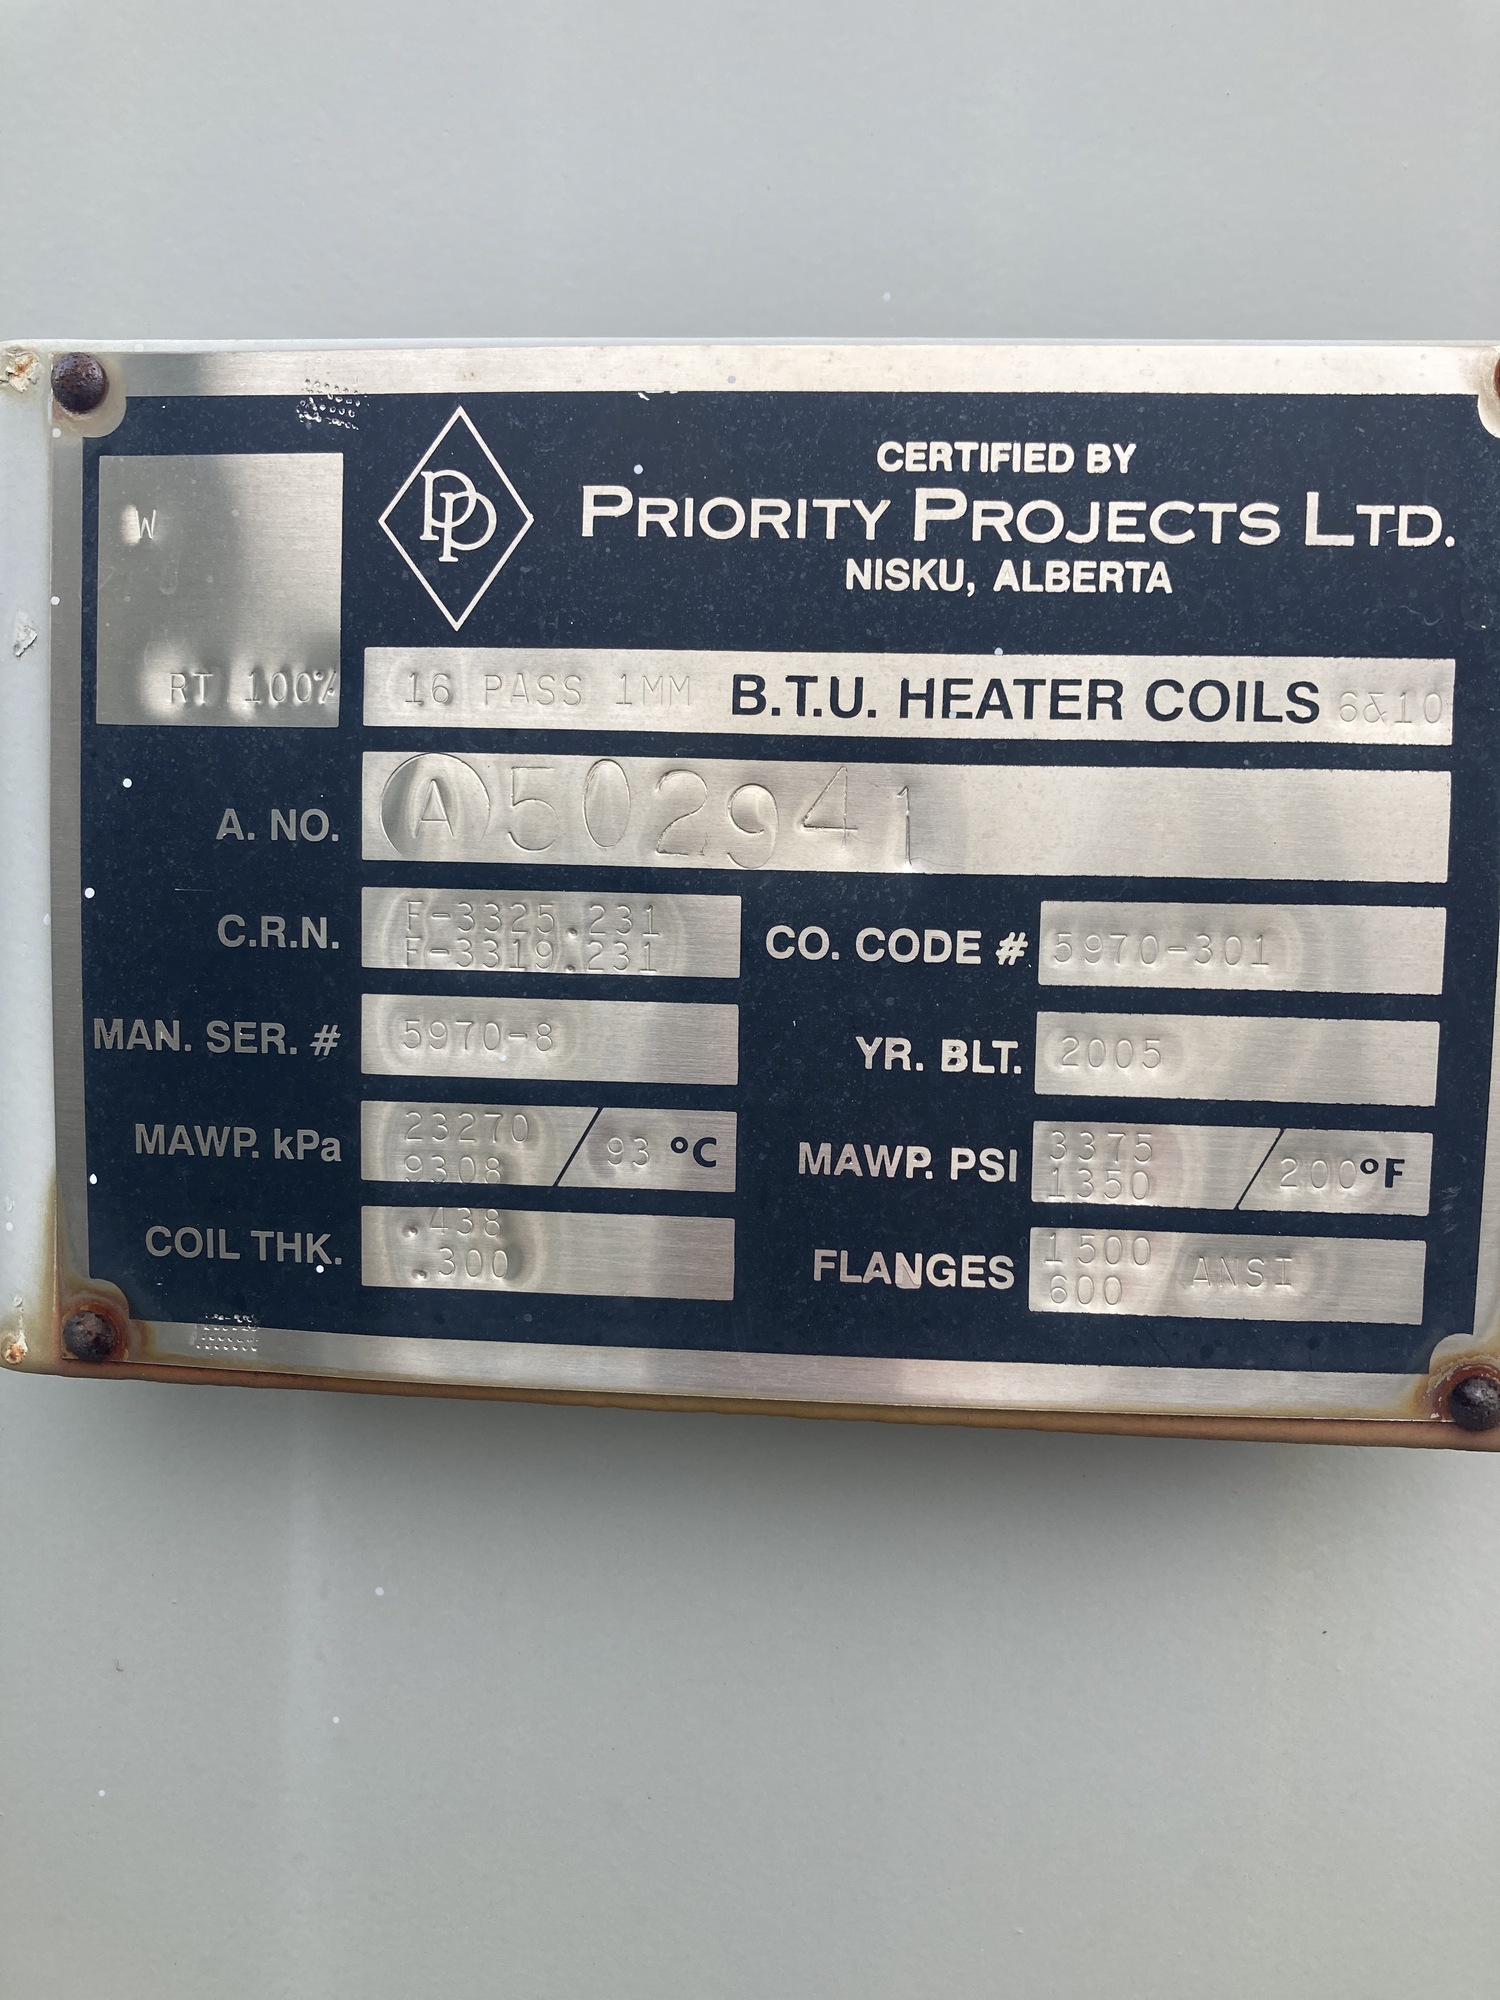 PP
CERTIFIED BY
PRIORITY PROJECTS LTD.
NISKU, ALBERTA
W
RT 100%
16 PASS 1MM B.T.U. HEATER COILS 6&10
A. NO. A 502941
C.R.N. F-3325.231
F-3319.231
CO. CODE # 5970-301
MAN. SER. # 5970-8
YR. BLT. 2005
MAWP. kPa 23270
9308 / 93 °C
MAWP. PSI 3375
1350 / 200 °F
COIL THK. .438
.300
FLANGES 1500
600 ANSI